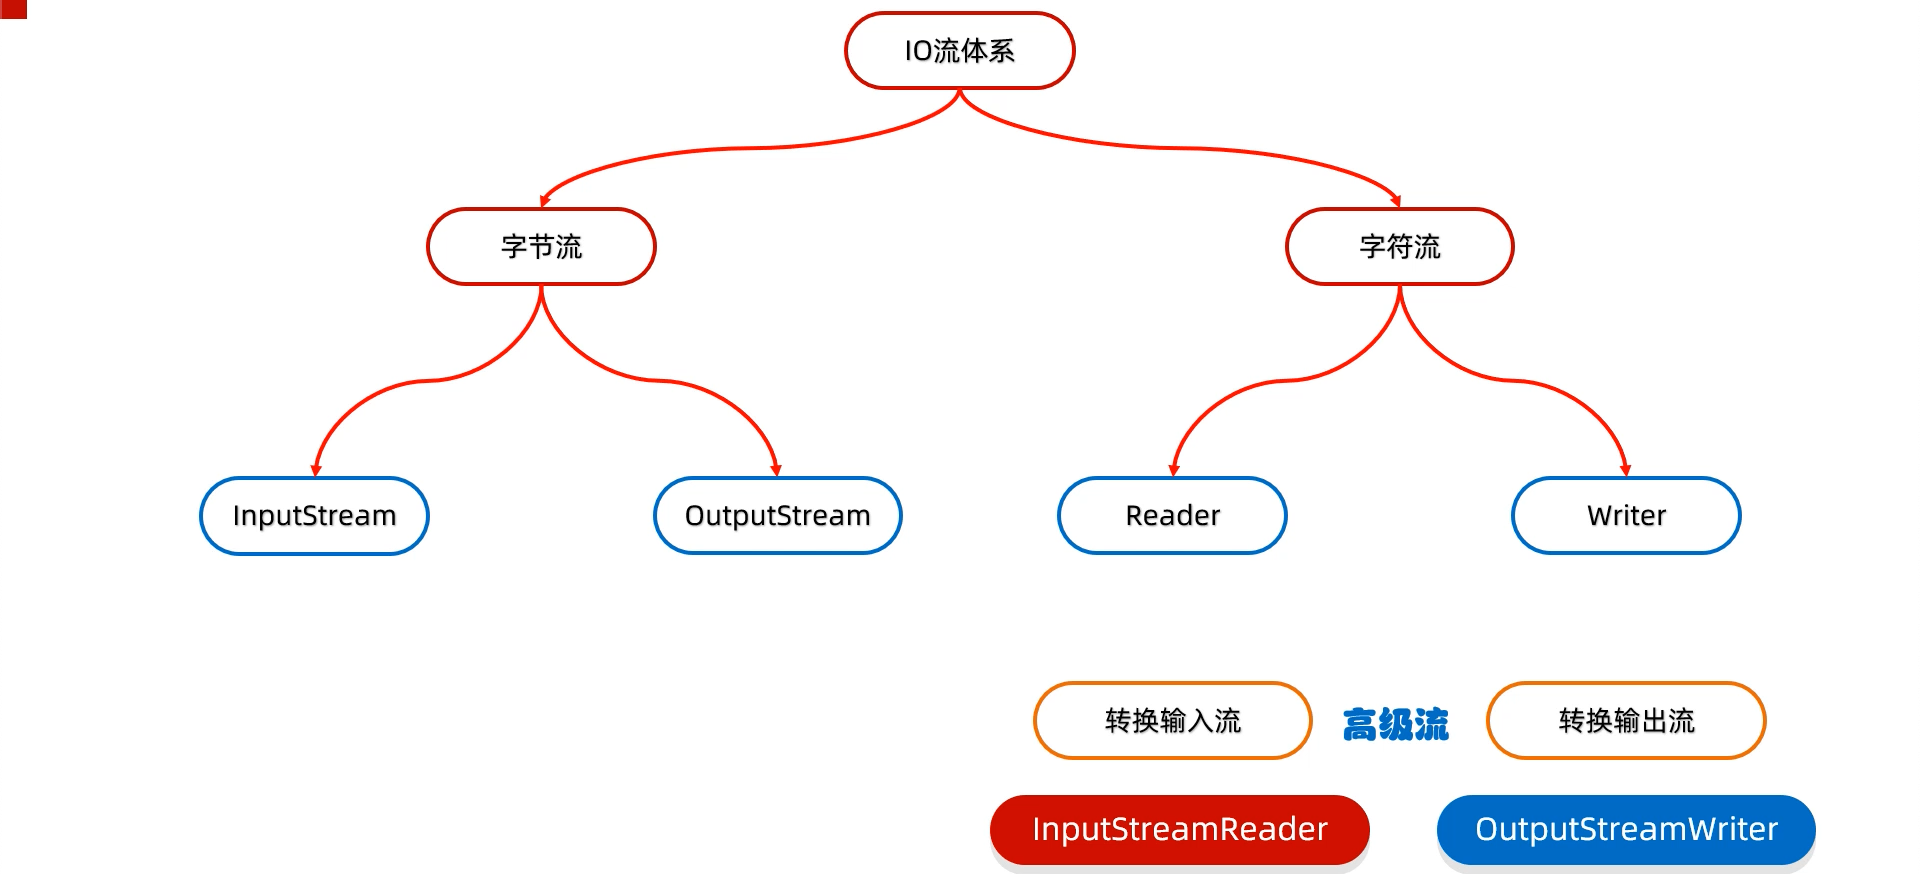 IO流体系
字节流
字符流
InputStream
OutputStream
Reader
Writer
转换输入流
高级流
转换输出流
InputStreamReader
OutputStreamWriter